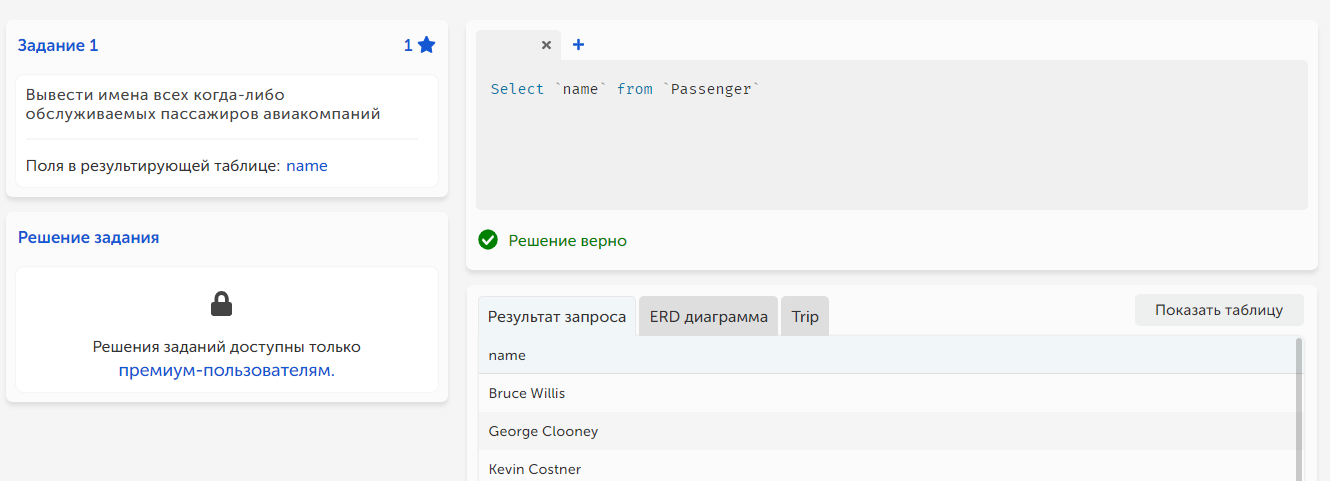 Задание 1
1
Вывести имена всех когда-либо
обслуживаемых пассажиров авиакомпаний
Поля в результирующей таблице: name
Решение задания
Решения заданий доступны только
премиум-пользователям.
Select `name` from `Passenger`
Решение верно
Результат запроса
ERD диаграмма
Trip
Показать таблицу
name
Bruce Willis
George Clooney
Kevin Costner